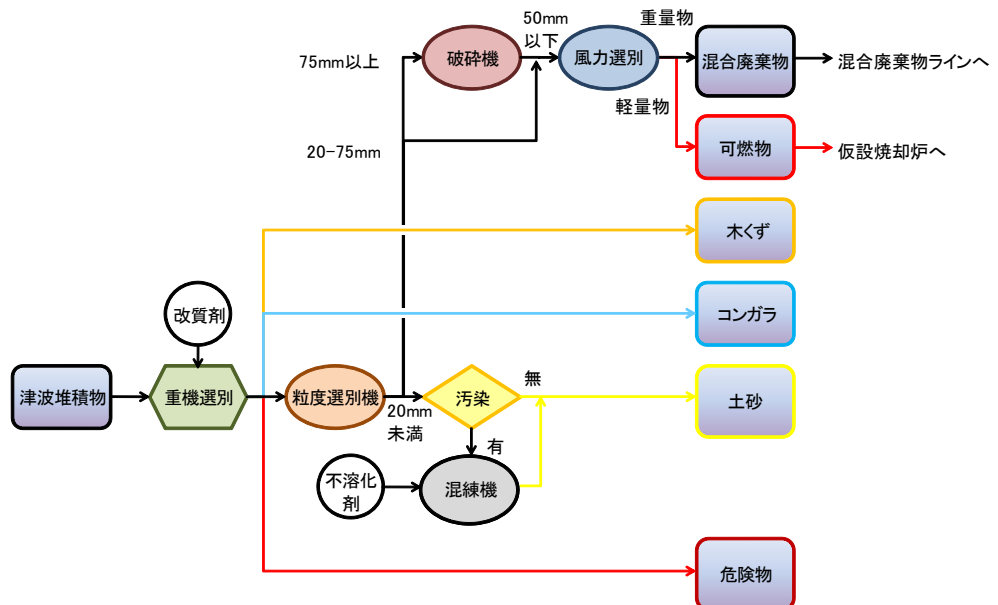 50mm
以下
重量物
75mm以上
破砕機
風力選別
混合廃棄物
混合廃棄物ラインへ
軽量物
20-75mm
可燃物
仮設焼却炉へ
木くず
改質剤
コンガラ
津波堆積物
重機選別
粒度選別機
20mm
未満
汚染
無
土砂
有
不溶化
剤
混練機
危険物